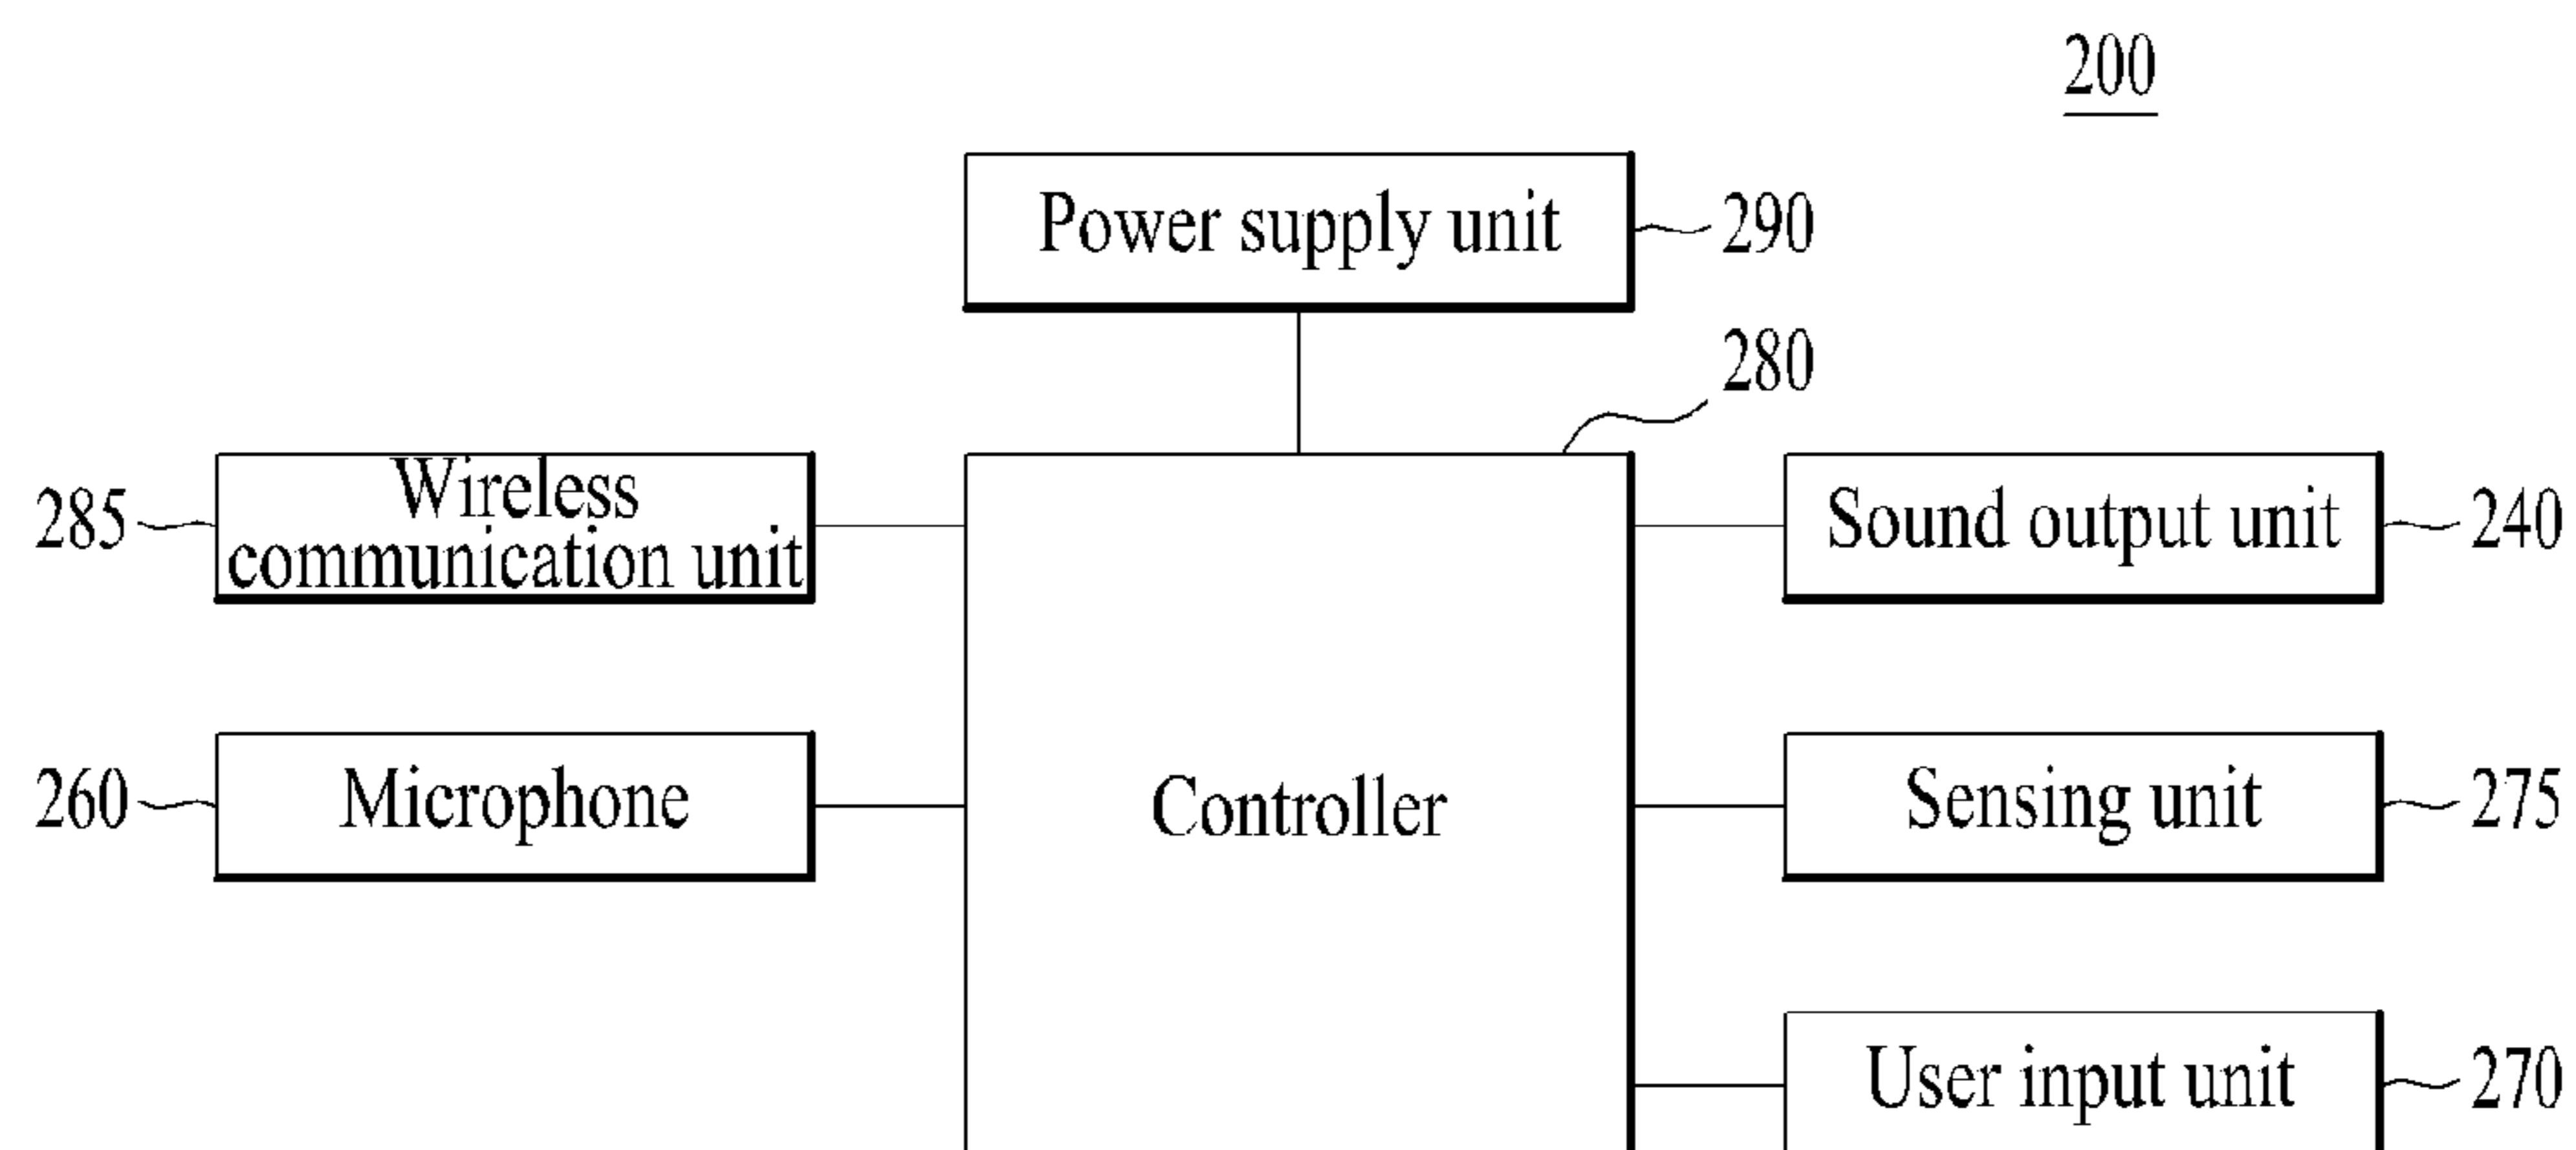 200
Power supply unit
290
280
285
Wireless
communication unit
Sound output unit
240
260
Microphone
Controller
Sensing unit
275
User input unit
270